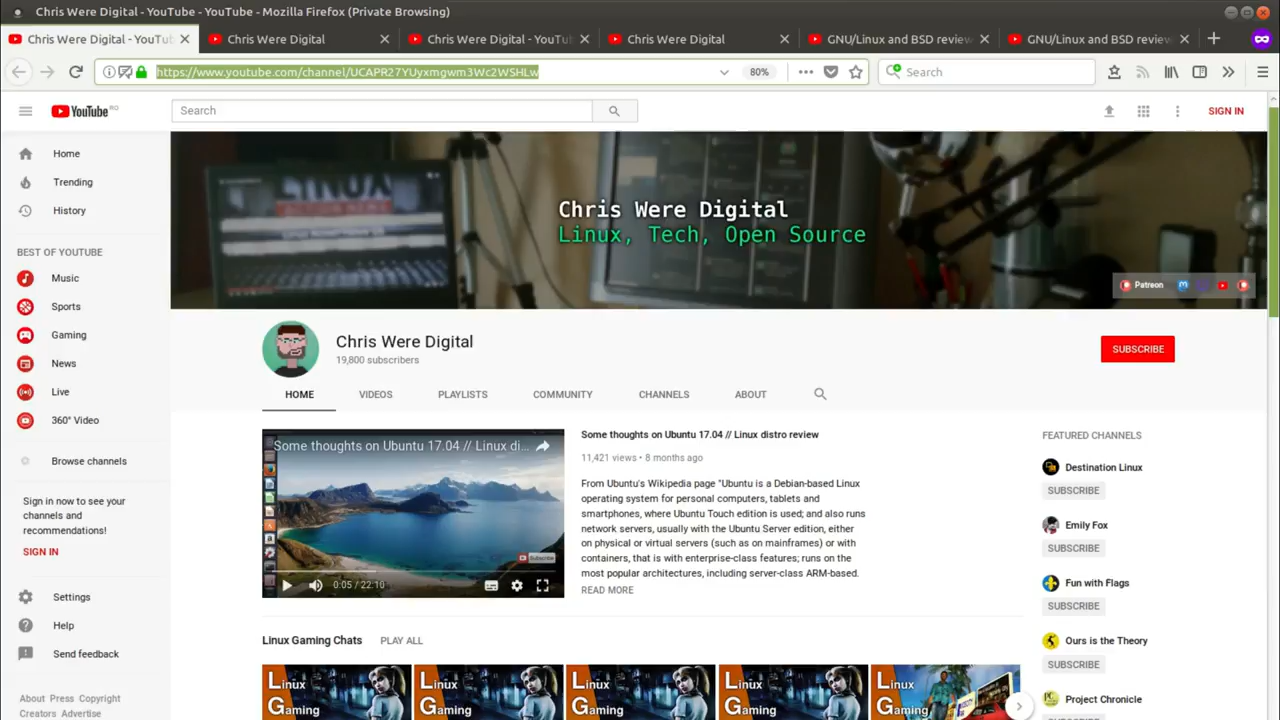 Chris Were Digital - YouTube - YouTube - Mozilla Firefox (Private Browsing)
Chris Were Digital - YouTu
Chris Were Digital
Chris Were Digital - YouTu
Chris Were Digital
GNU/Linux and BSD review
GNU/Linux and BSD review
https://www.youtube.com/channel/UCAPR27YUyxmgwm3Wc2WSHLw
80%
Search
YouTube RO
Search
SIGN IN
Home
Trending
History
BEST OF YOUTUBE
Music
Sports
Gaming
News
Live
360° Video
Browse channels
Sign in now to see your
channels and
recommendations!
SIGN IN
Settings
Help
Send feedback
About Press Copyright
Creators Advertise
LINUX
Chris Were Digital
Linux, Tech, Open Source
Patreon
Chris Were Digital
19,800 subscribers
SUBSCRIBE
HOME
VIDEOS
PLAYLISTS
COMMUNITY
CHANNELS
ABOUT
Some thoughts on Ubuntu 17.04 // Linux di...
Subscribe
0:05 / 22:10
Some thoughts on Ubuntu 17.04 // Linux distro review
11,421 views • 8 months ago
From Ubuntu's Wikipedia page "Ubuntu is a Debian-based Linux
operating system for personal computers, tablets and
smartphones, where Ubuntu Touch edition is used; and also runs
network servers, usually with the Ubuntu Server edition, either
on physical or virtual servers (such as on mainframes) or with
containers, that is with enterprise-class features; runs on the
most popular architectures, including server-class ARM-based.
READ MORE
Linux Gaming Chats
PLAY ALL
Linux
Gaming
Linux
Gaming
Linux
Gaming
Linux
Gaming
Linux
Gaming
FEATURED CHANNELS
Destination Linux
SUBSCRIBE
Emily Fox
SUBSCRIBE
Fun with Flags
SUBSCRIBE
Ours is the Theory
SUBSCRIBE
Project Chronicle